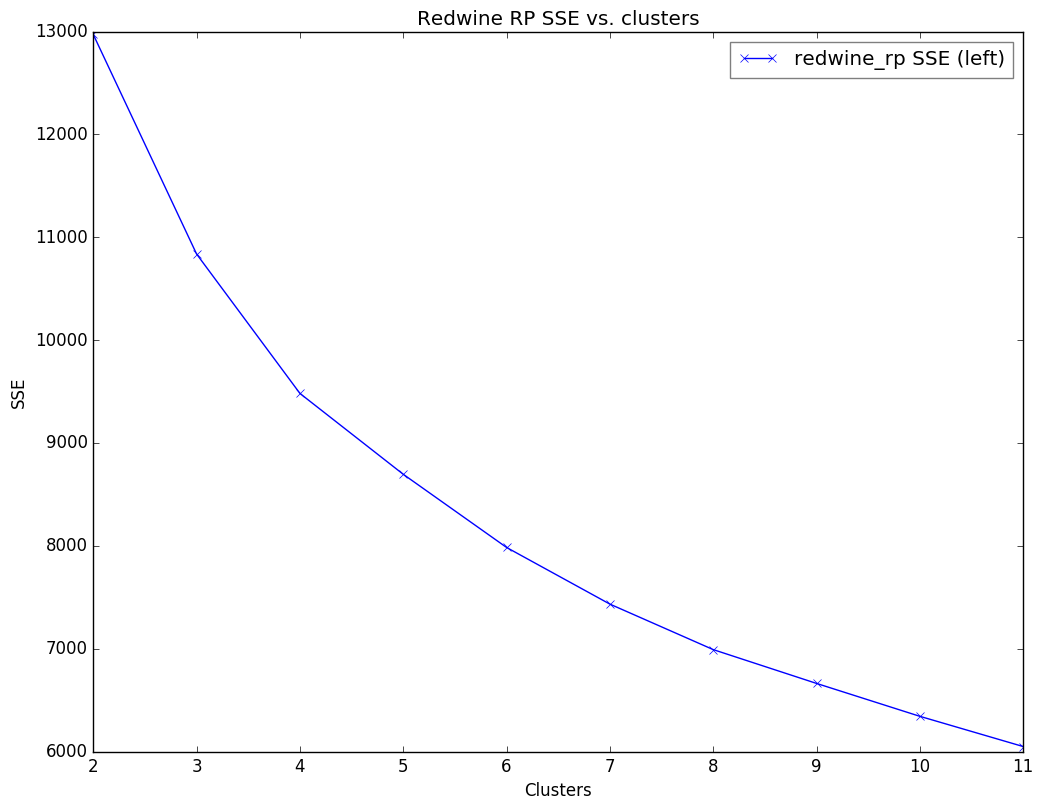 Redwine RP SSE vs. clusters
redwine_rp SSE (left)
13000
12000
11000
10000
9000
8000
7000
6000
SSE
2 3 4 5 6 7 8 9 10 11
Clusters